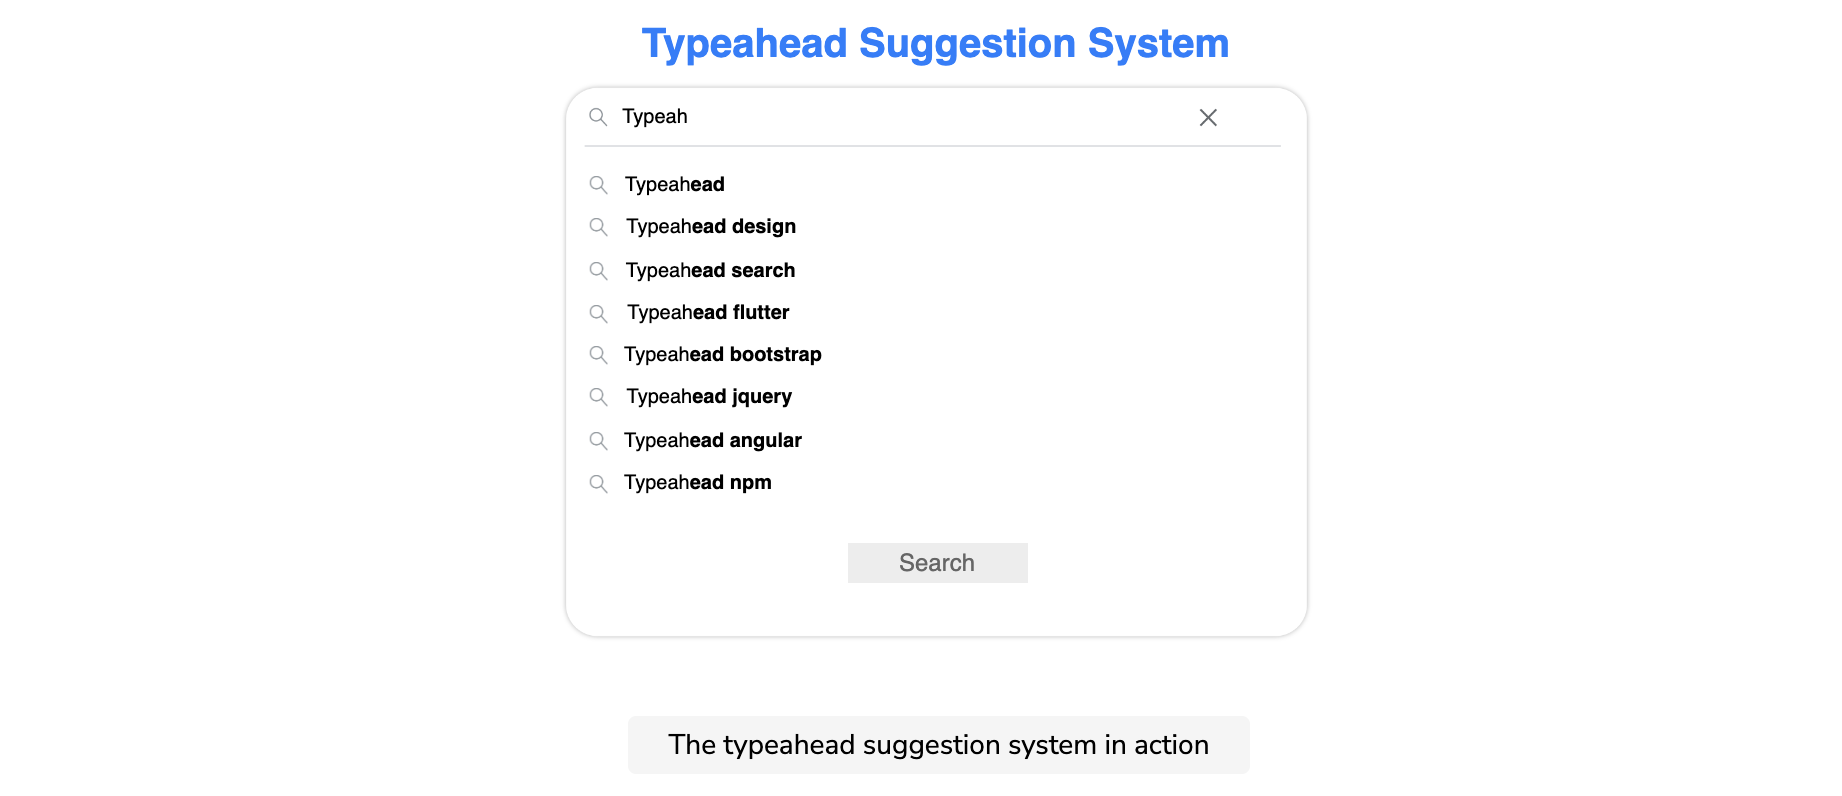 Typeahead Suggestion System
Typeah
Typeahead
Typeahead design
Typeahead search
Typeahead flutter
Typeahead bootstrap
Typeahead jquery
Typeahead angular
Typeahead npm
Search
The typeahead suggestion system in action